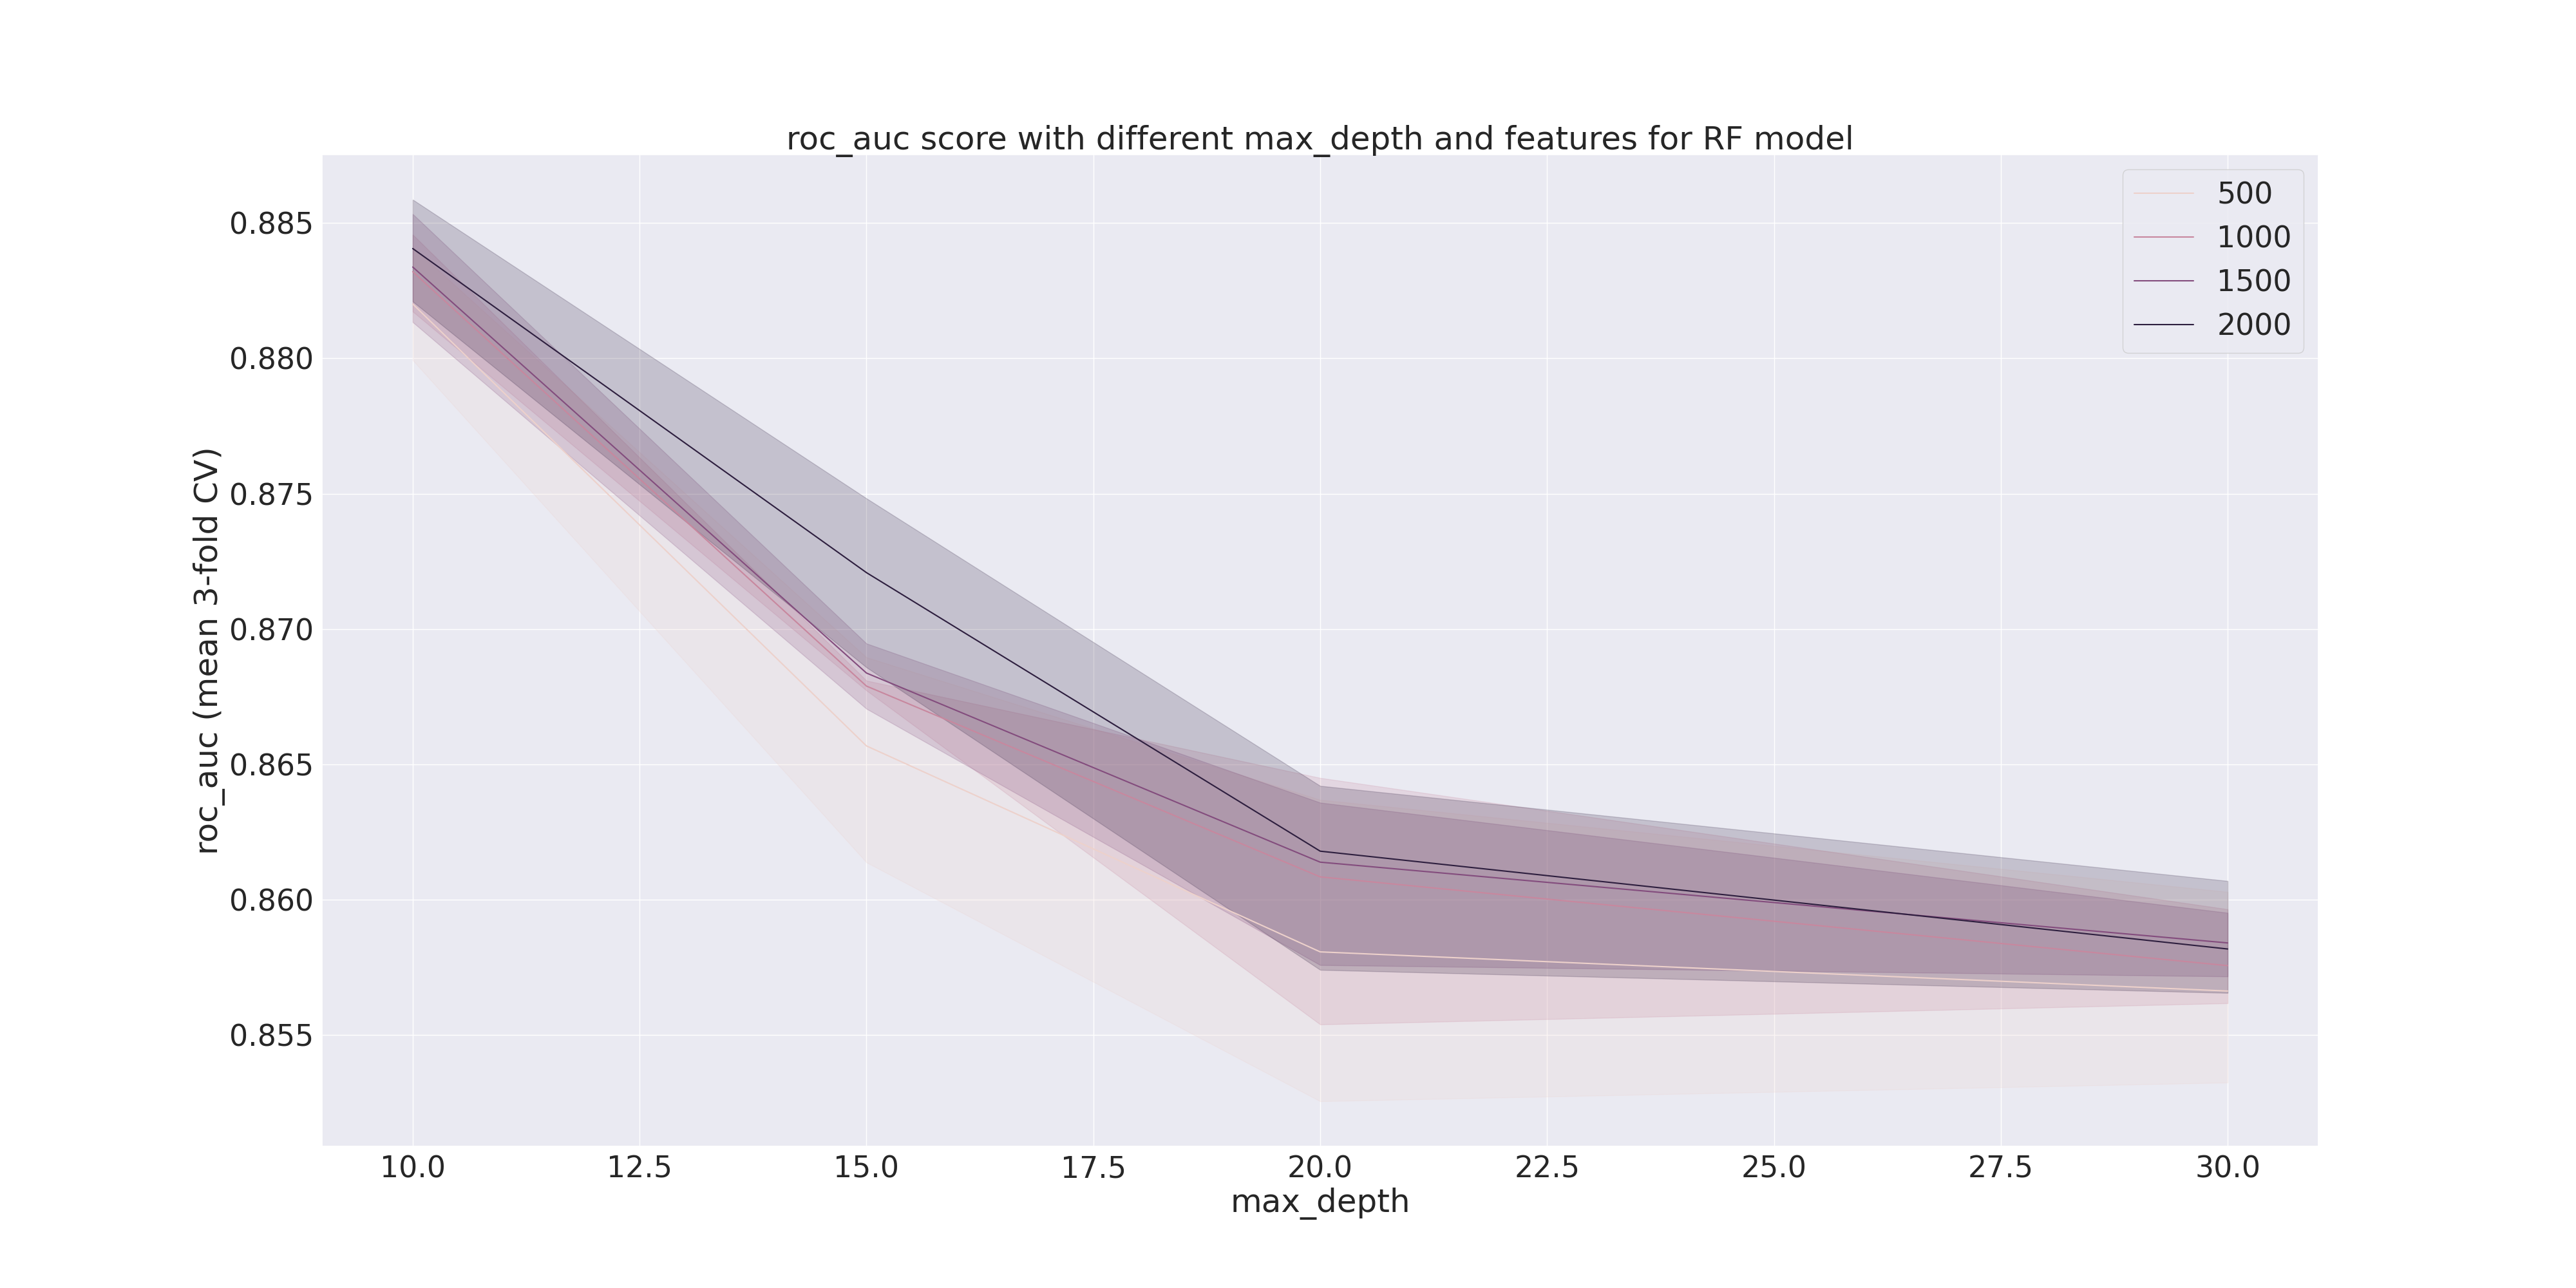 roc_auc score with different max_depth and features for RF model
500
1000
1500
2000
roc_auc (mean 3-fold CV)
0.885
0.880
0.875
0.870
0.865
0.860
0.855
10.0 12.5 15.0 17.5 20.0 22.5 25.0 27.5 30.0
max_depth